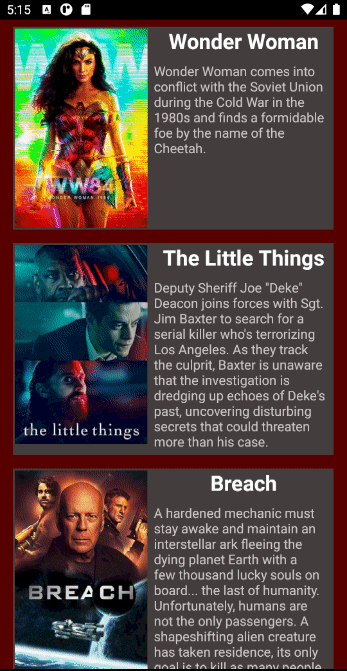 5:15
Wonder Woman
Wonder Woman comes into
conflict with the Soviet Union
during the Cold War in the
1980s and finds a formidable
foe by the name of the
Cheetah.
WW84
WONDER WOMAN 1984
The Little Things
Deputy Sheriff Joe "Deke"
Deacon joins forces with Sgt.
Jim Baxter to search for a
serial killer who's terrorizing
Los Angeles. As they track
the culprit, Baxter is unaware
that the investigation is
dredging up echoes of Deke's
past, uncovering disturbing
secrets that could threaten
more than his case.
the little things
Breach
A hardened mechanic must
stay awake and maintain an
interstellar ark fleeing the
dying planet Earth with a
few thousand lucky souls on
board... the last of humanity.
Unfortunately, humans are
not the only passengers. A
shapeshifting alien creature
has taken residence, its only
goal is to kill as many people
BREACH